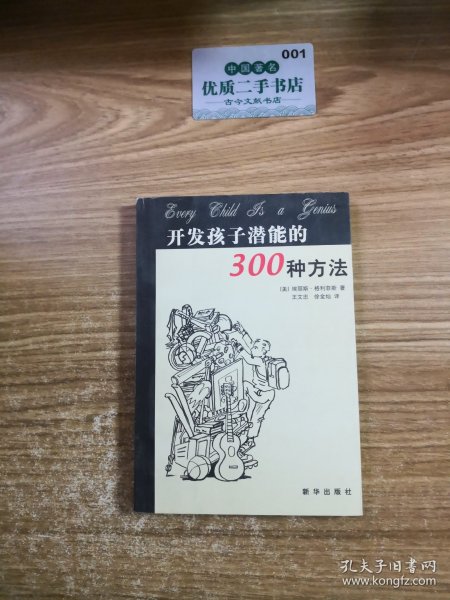 001
中国著名
优质二手书店
古今文献书店
Every Child Is a Genius
开发孩子潜能的
300种方法
(美) 埃丽斯·格利菲斯 著
王文忠 徐金灿 译
新华出版社
孔夫子旧书网
www.kongfz.com